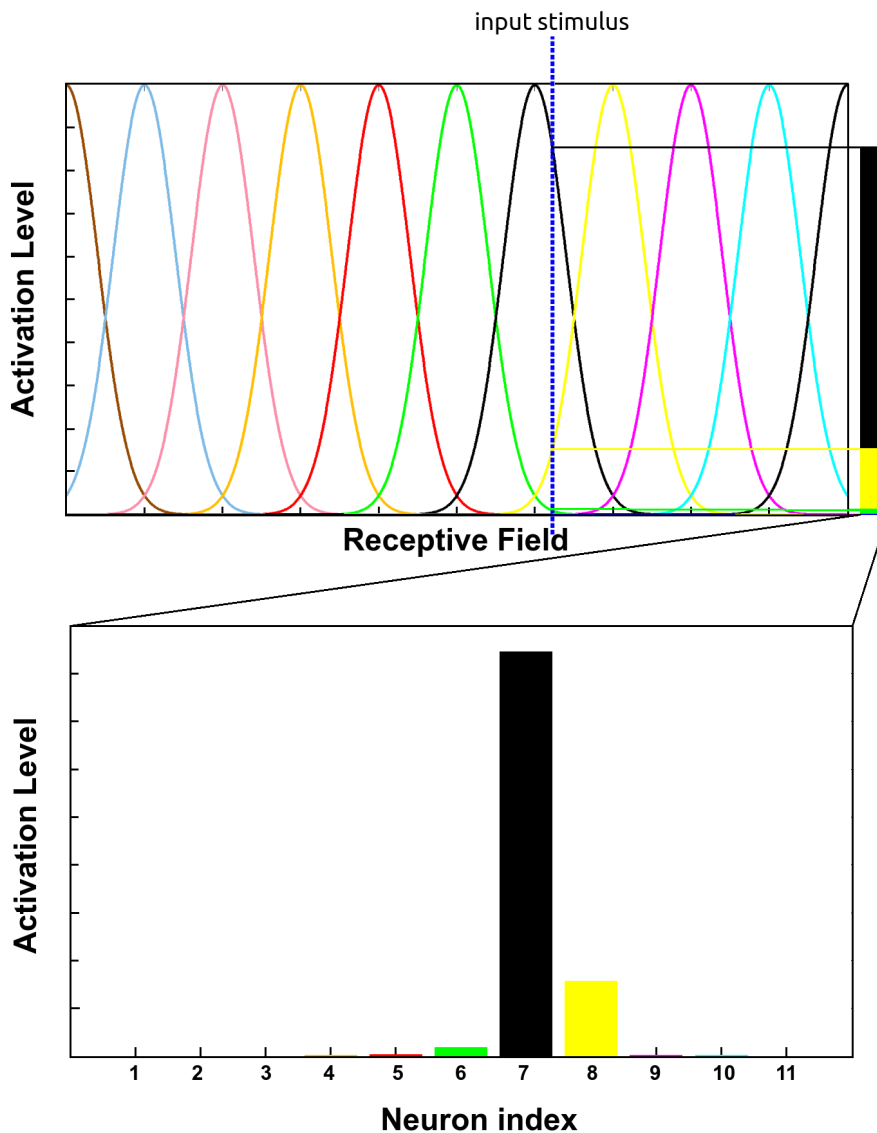 input stimulus
Activation Level
Receptive Field
Activation Level
1 2 3 4 5 6 7 8 9 10 11
Neuron index